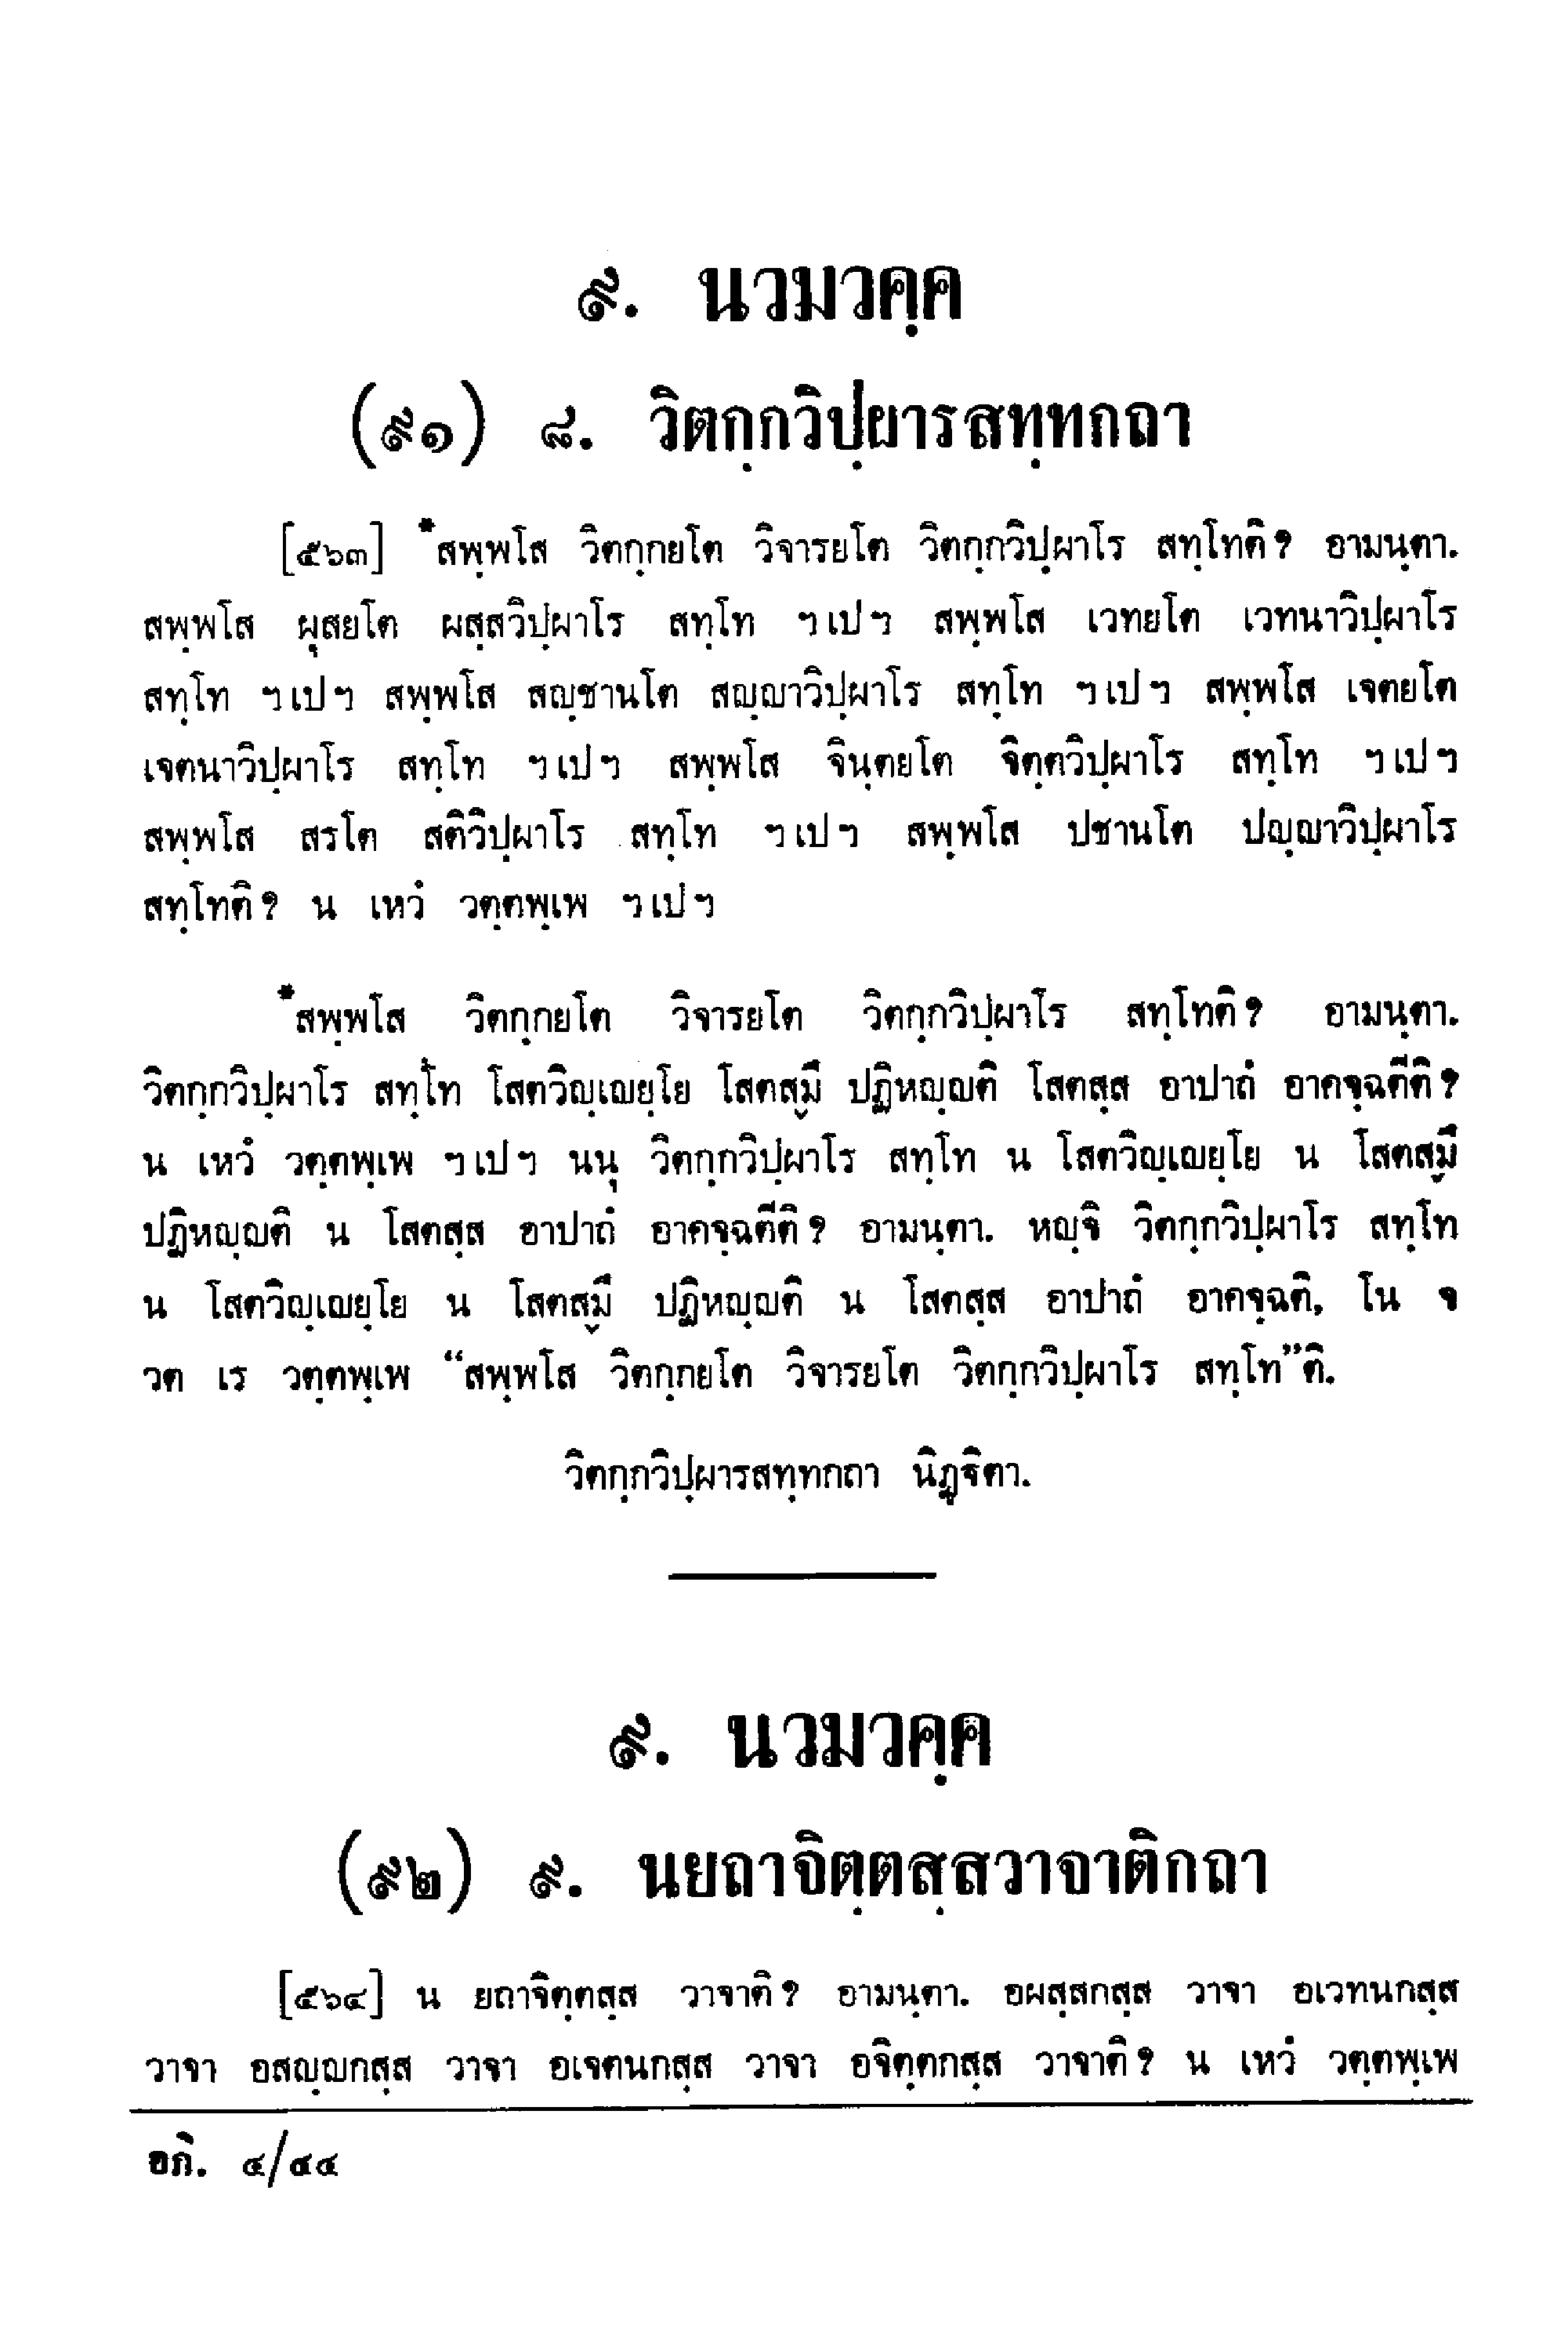 ๙. นวมวคฺค
(๙๑) ๘. วิตกฺกวิปฺผารสทฺทกถา
[๕๖๓] *สพฺพโส วิตกฺกยโต วิจารยโต วิตกฺกวิปฺผาโร สทฺโทติ? อามนฺตา.
สพฺพโส ผุสยโต ผสฺสวิปฺผาโร สทฺโท ฯเปฯ สพฺพโส เวทยโต เวทนาวิปฺผาโร
สทฺโท ฯเปฯ สพฺพโส สญฺชานโต สญฺญาวิปฺผาโร สทฺโท ฯเปฯ สพฺพโส เจตยโต
เจตนาวิปฺผาโร สทฺโท ฯเปฯ สพฺพโส จินฺตยโต จิตฺตวิปฺผาโร สทฺโท ฯเปฯ
สพฺพโส สรโต สติวิปฺผาโร สทฺโท ฯเปฯ สพฺพโส ปชานโต ปญฺญาวิปฺผาโร
สทฺโทติ? น เหวํ วตฺตพฺเพ ฯเปฯ
*สพฺพโส วิตกฺกยโต วิจารยโต วิตกฺกวิปฺผาโร สทฺโทติ? อามนฺตา.
วิตกฺกวิปฺผาโร สทฺโท โสตวิญฺเญยฺโย โสตสฺมึ ปฏิหญฺญติ โสตสฺส อาปาถํ อาคจฺฉตีติ?
น เหวํ วตฺตพฺเพ ฯเปฯ นนุ วิตกฺกวิปฺผาโร สทฺโท น โสตวิญฺเญยฺโย น โสตสฺมึ
ปฏิหญฺญติ น โสตสฺส อาปาถํ อาคจฺฉตีติ? อามนฺตา. หญฺจิ วิตกฺกวิปฺผาโร สทฺโท
น โสตวิญฺเญยฺโย น โสตสฺมึ ปฏิหญฺญติ น โสตสฺส อาปาถํ อาคจฺฉติ, โน จ
วต เร วตฺตพฺเพ “สพฺพโส วิตกฺกยโต วิจารยโต วิตกฺกวิปฺผาโร สทฺโท”ติ.
วิตกฺกวิปฺผารสทฺทกถา นิฏฺฐิตา.
๙. นวมวคฺค
(๙๒) ๙. นยถาจิตฺตสฺสวาจาติกถา
[๕๖๔] น ยถาจิตฺตสฺส วาจาติ? อามนฺตา. อผสฺสกสฺส วาจา อเวทนกสฺส
วาจา อสญฺญกสฺส วาจา อเจตนกสฺส วาจา อจิตฺตกสฺส วาจาติ? น เหวํ วตฺตพฺเพ
อภิ. ๔/๔๔